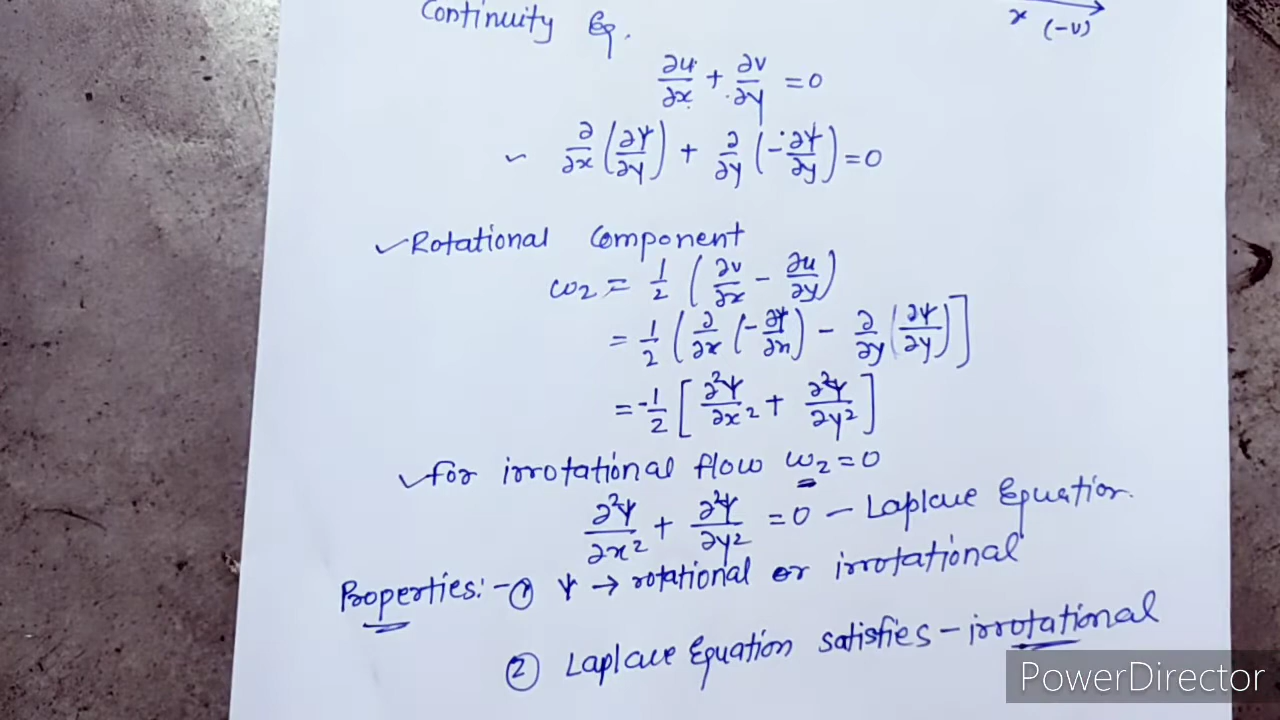 Continuity Eq.
x (-v)
∂u/∂x + ∂v/∂y = 0
∂/∂x (∂ψ/∂y) + ∂/∂y (-∂ψ/∂y) = 0
Rotational Component
ω2 = 1/2 (∂v/∂x - ∂u/∂y)
= 1/2 (∂/∂x (-∂ψ/∂x) - ∂/∂y (∂ψ/∂y)]
= -1/2 [∂²ψ/∂x² + ∂²ψ/∂y²]
for irrotational flow ω2 = 0
∂²ψ/∂x² + ∂²ψ/∂y² = 0 - Laplace Equation.
Properties:- ① ψ → rotational or irrotational
② Laplace Equation satisfies - irrotational
PowerDirector